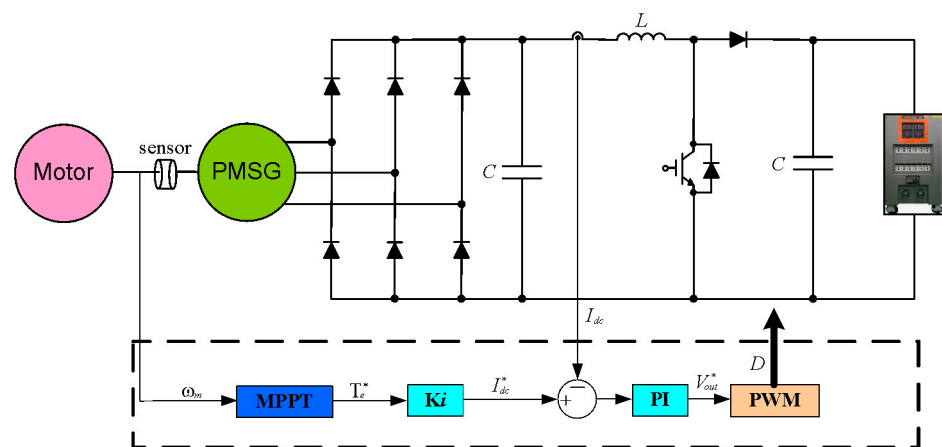 L
sensor
Motor
PMSG
C
C
I_dc
ω_m
MPPT
T_e^*
Ki
I_dc^*
−
+
PI
V_out^*
PWM
D